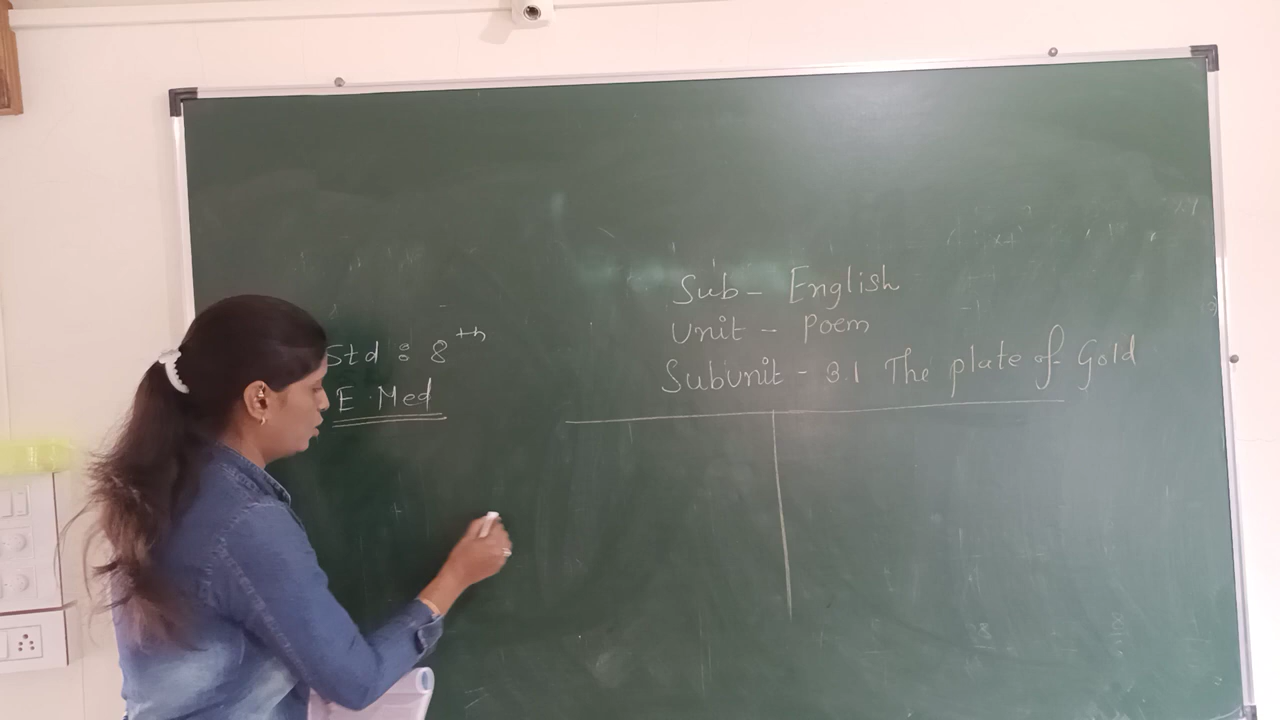 Std : 8th
E. Med
Sub - English
Unit - Poem
Subunit - 3.1 The plate of Gold